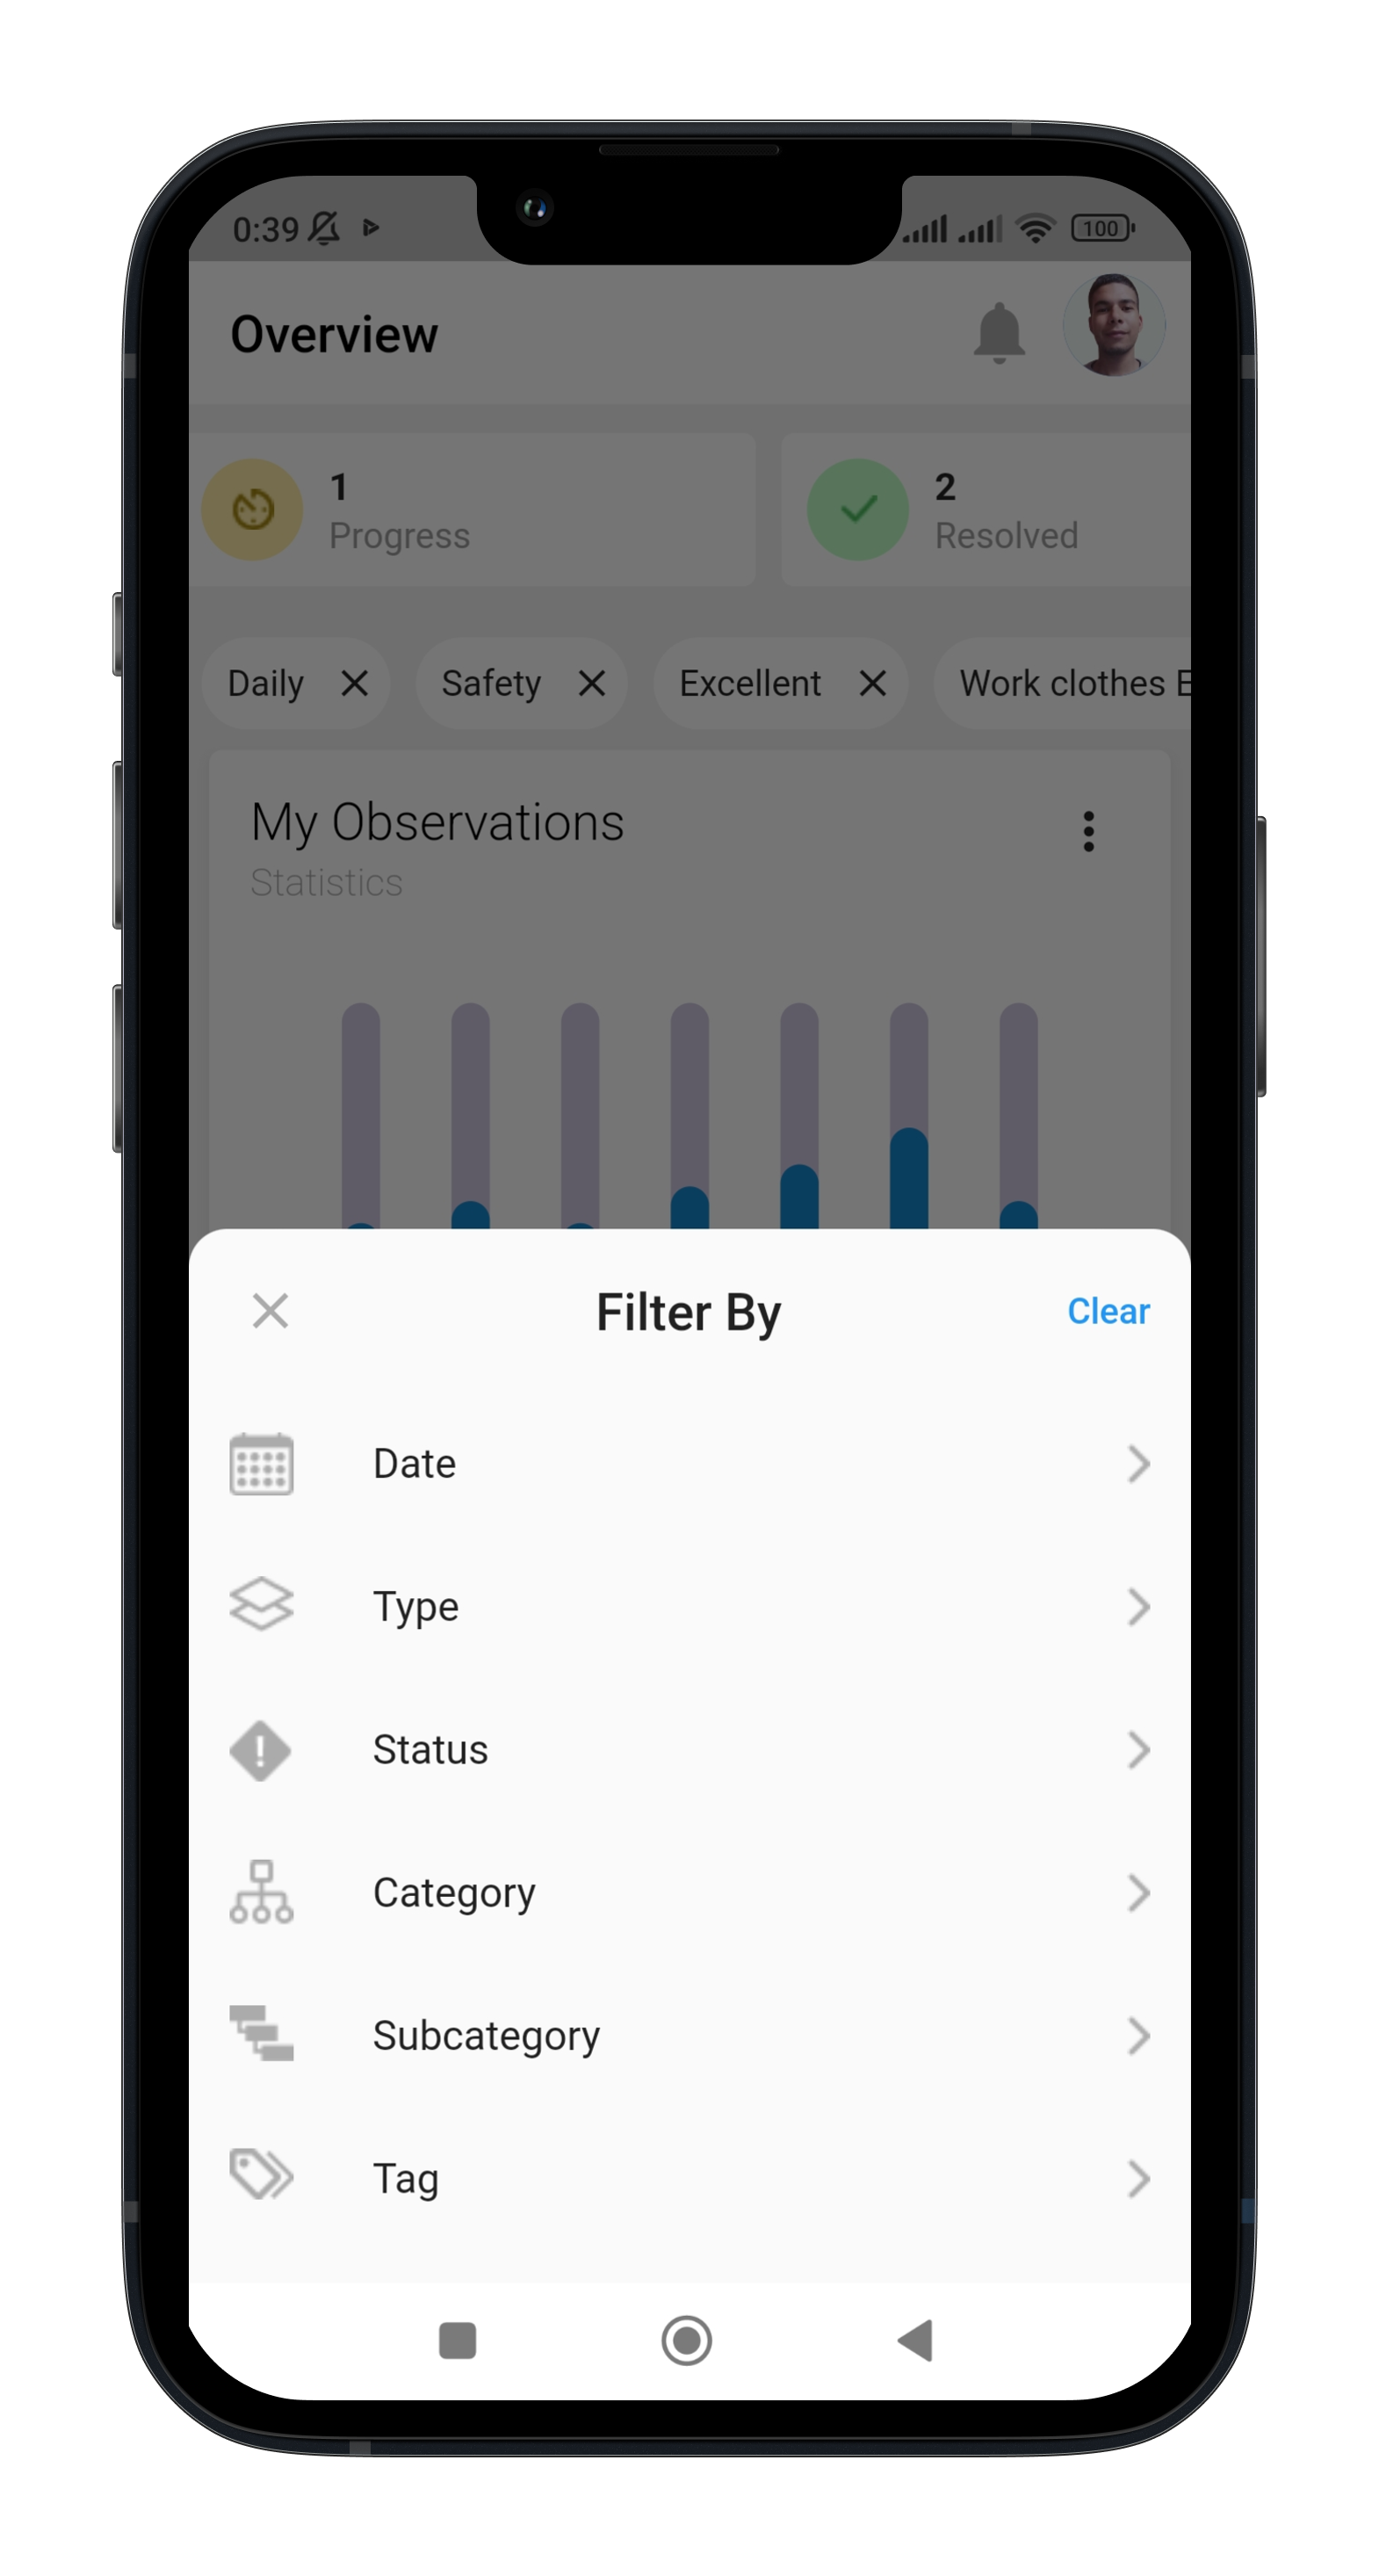 0:39
100
Overview
1
Progress
2
Resolved
Daily
Safety
Excellent
Work clothes E
My Observations
Statistics
Filter By
Clear
Date
Type
Status
Category
Subcategory
Tag